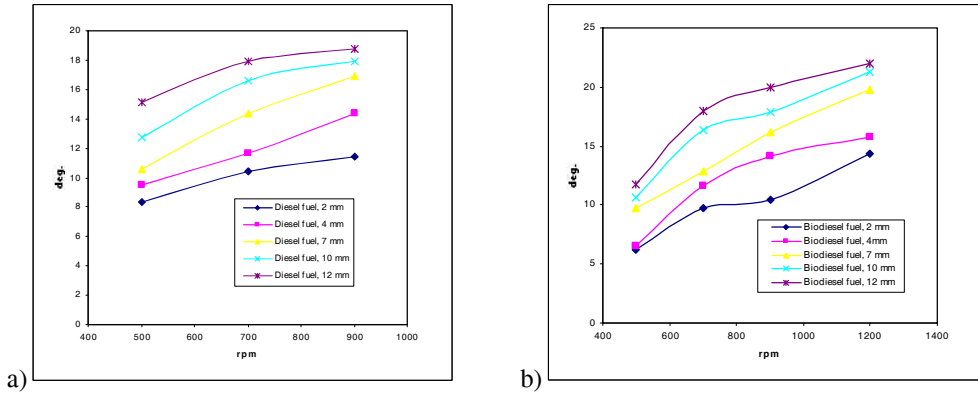 20
18
16
14
12
10
8
6
4
2
0
deg.
Diesel fuel, 2 mm
Diesel fuel, 4 mm
Diesel fuel, 7 mm
Diesel fuel, 10 mm
Diesel fuel, 12 mm
400 500 600 700 800 900 1000
rpm
a)
25
20
15
10
5
0
deg.
Biodiesel fuel, 2 mm
Biodiesel fuel, 4mm
Biodiesel fuel, 7 mm
Biodiesel fuel, 10 mm
Biodiesel fuel, 12 mm
400 600 800 1000 1200 1400
rpm
b)